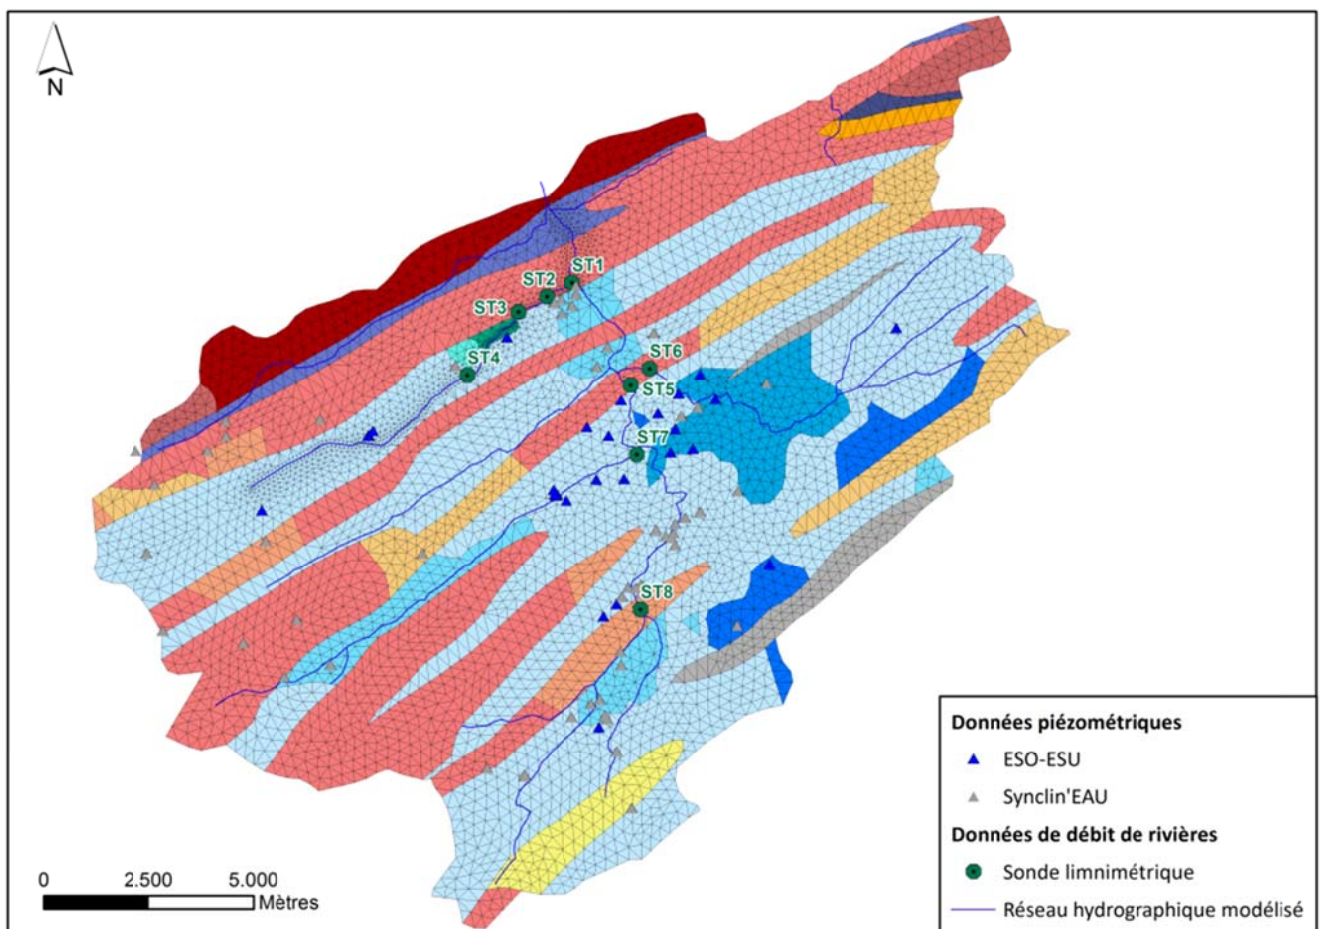 N
ST1
ST2
ST3
ST4
ST6
ST5
ST7
ST8
0 2.500 5.000
Mètres
Données piézométriques
ESO-ESU
Synclin'EAU
Données de débit de rivières
Sonde limnimétrique
Réseau hydrographique modélisé